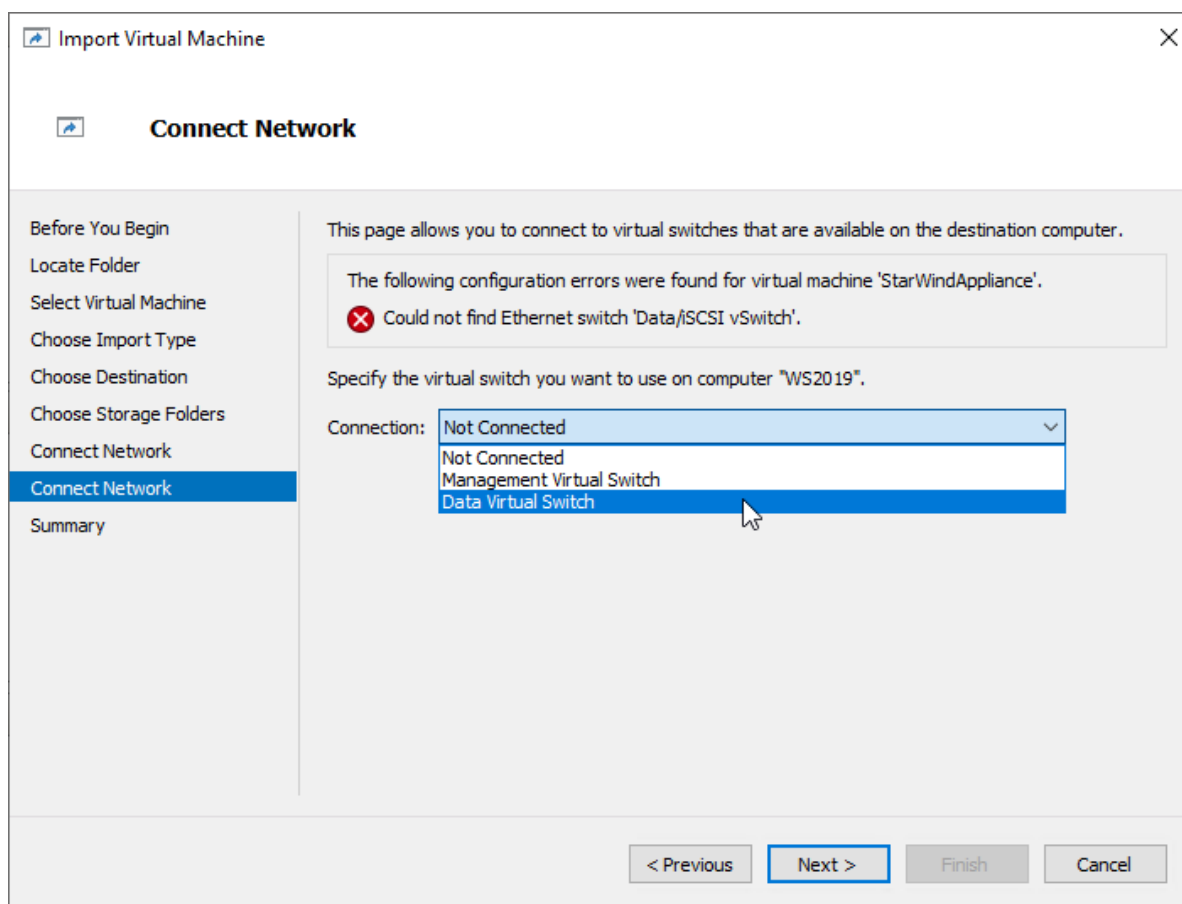 Import Virtual Machine
Connect Network
Before You Begin
Locate Folder
Select Virtual Machine
Choose Import Type
Choose Destination
Choose Storage Folders
Connect Network
Connect Network
Summary
This page allows you to connect to virtual switches that are available on the destination computer.
The following configuration errors were found for virtual machine 'StarWindAppliance'.
Could not find Ethernet switch 'Data/iSCSI vSwitch'.
Specify the virtual switch you want to use on computer "WS2019".
Connection: Not Connected
Not Connected
Management Virtual Switch
Data Virtual Switch
< Previous Next > Finish Cancel